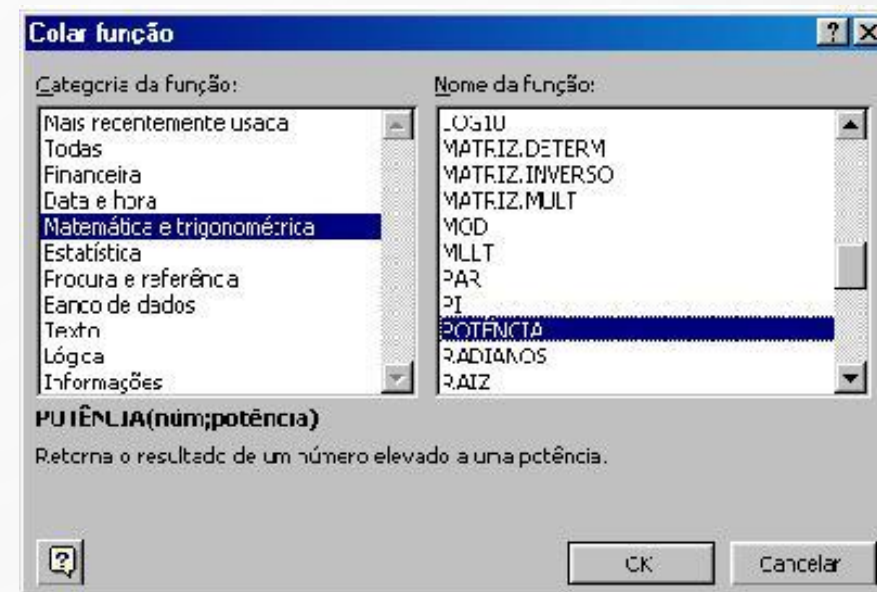 Colar função
Categoria da função:
Nome da função:
Mais recentemente usada
Todas
Financeira
Data e hora
Matemática e trigonométrica
Estatística
Procura e referência
Banco de dados
Texto
Lógica
Informações
LOG10
MATRIZ.DETERM
MATRIZ.INVERSO
MATRIZ.MULT
MOD
MULT
PAR
PI
POTÊNCIA
RADIANOS
RAIZ
POTÊNCIA(núm;potência)
Retorna o resultado de um número elevado a uma potência.
OK
Cancelar